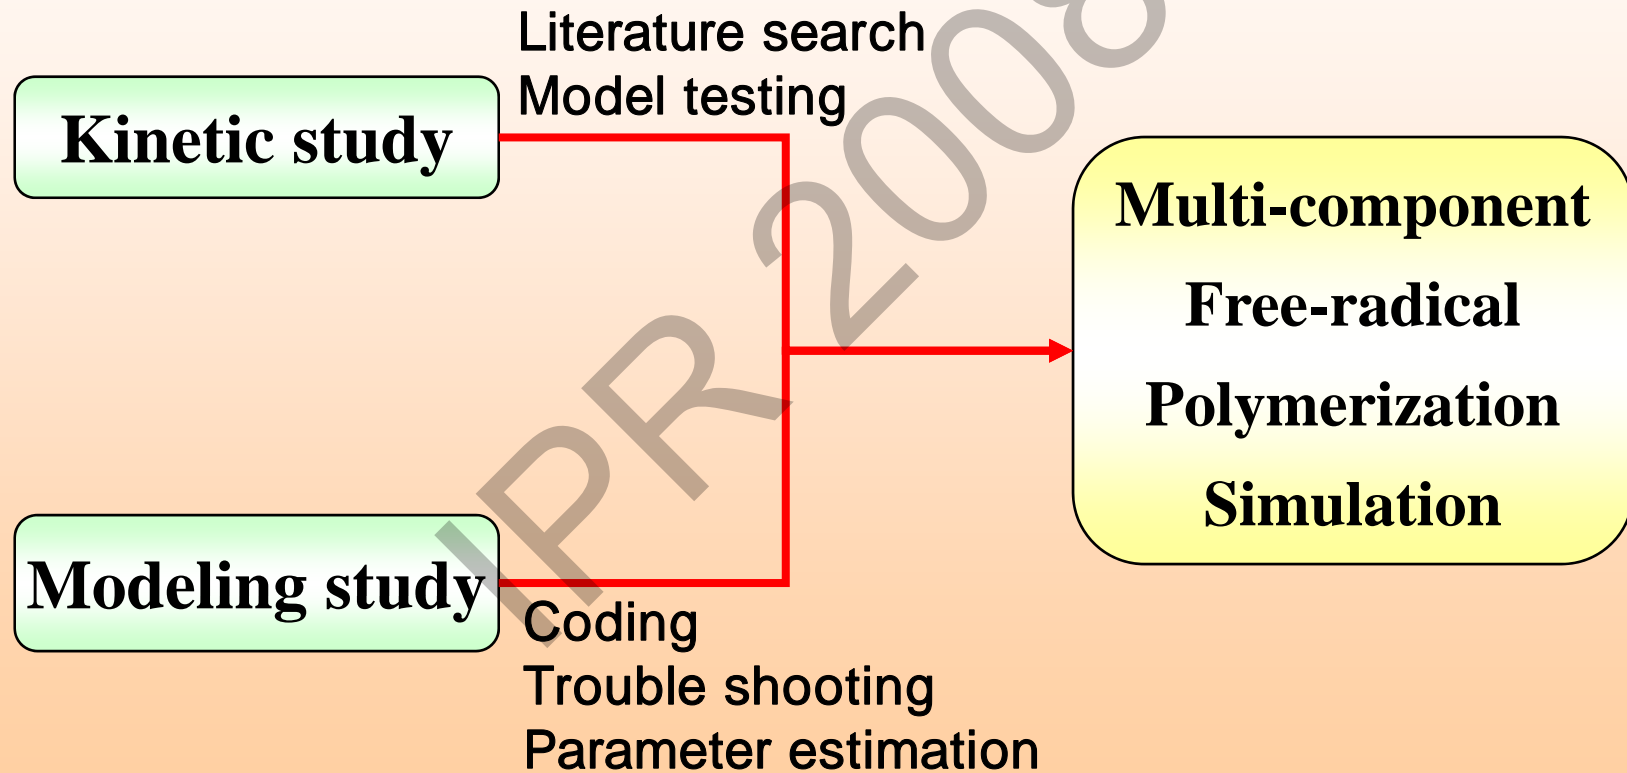 Literature search
Model testing
Kinetic study
Multi-component
Free-radical
Polymerization
Simulation
Modeling study
Coding
Trouble shooting
Parameter estimation
IPR 2008